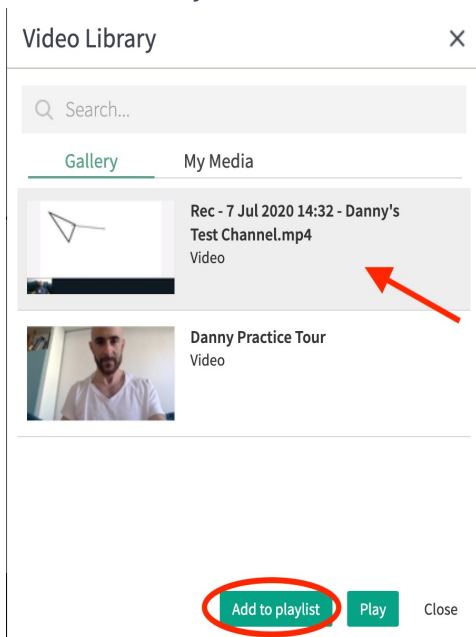 Video Library
Search...
Gallery My Media
Rec - 7 Jul 2020 14:32 - Danny's
Test Channel.mp4
Video
Danny Practice Tour
Video
Add to playlist Play Close